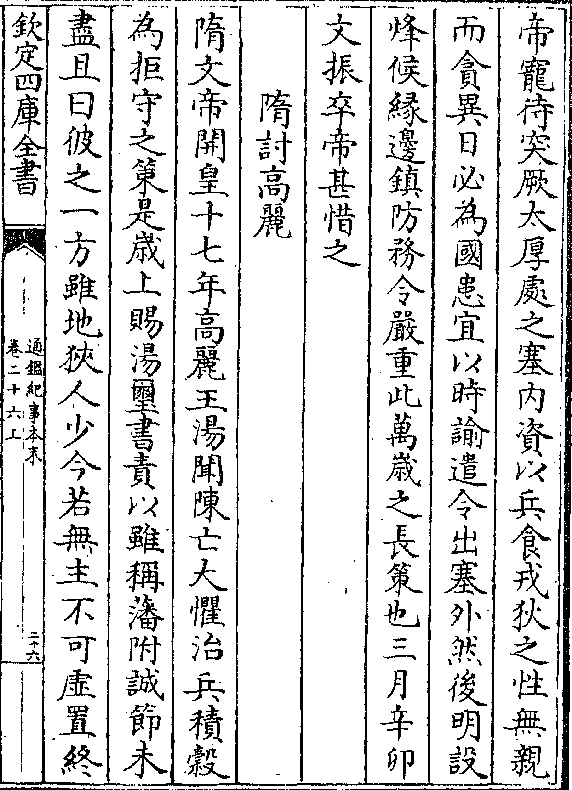 帝寵待突厥太厚處之塞内資以兵食戎狄之性無親
而貪異日必為國患宜以時諭遣令出塞外然後明設
烽候緣邊鎮防務令嚴重此萬歲之長策也三月辛卯
文振卒帝甚惜之
隋討高麗
隋文帝開皇十七年高麗王湯聞陳亡大懼治兵積穀
為拒守之策是歲上賜湯璽書責以雖稱藩附誠節未
盡且曰彼之一方雖地狹人少今若無主不可虛置終
欽定四庫全書
通鑑紀事本末
卷二十六上
二十六